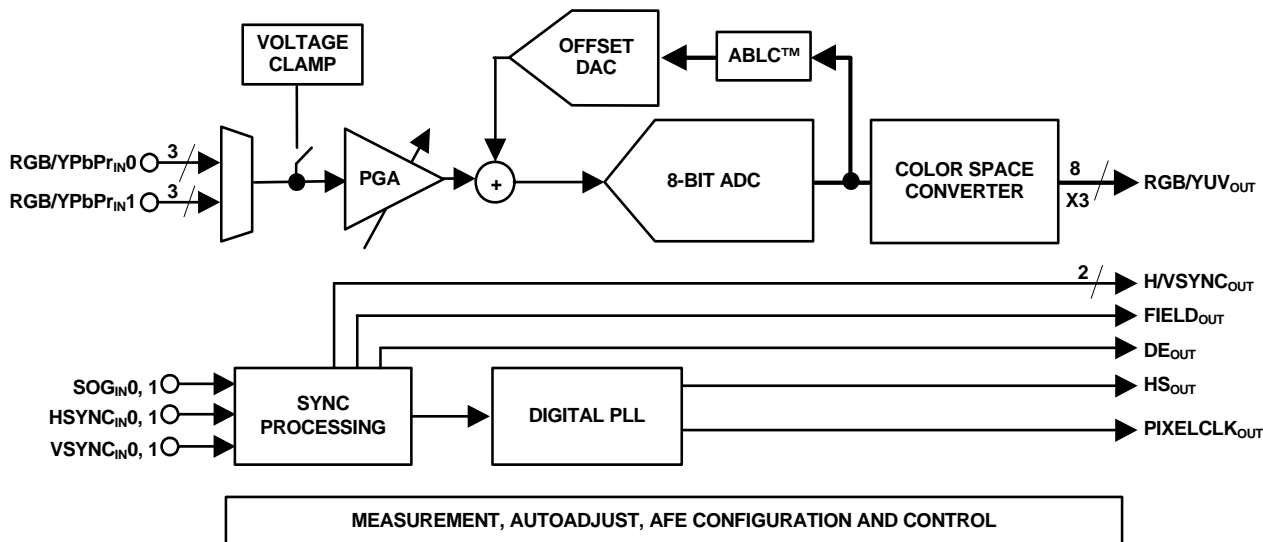 VOLTAGE
CLAMP
OFFSET
DAC
ABLC™
RGB/YPbPrIN0
3
RGB/YPbPrIN1
3
PGA
+
8-BIT ADC
COLOR SPACE
CONVERTER
8
X3
RGB/YUVOUT
2
H/VSYNCOUT
FIELDOUT
DEOUT
SOGIN0, 1
HSYNCIN0, 1
VSYNCIN0, 1
SYNC
PROCESSING
DIGITAL PLL
HSOUT
PIXELCLKOUT
MEASUREMENT, AUTOADJUST, AFE CONFIGURATION AND CONTROL